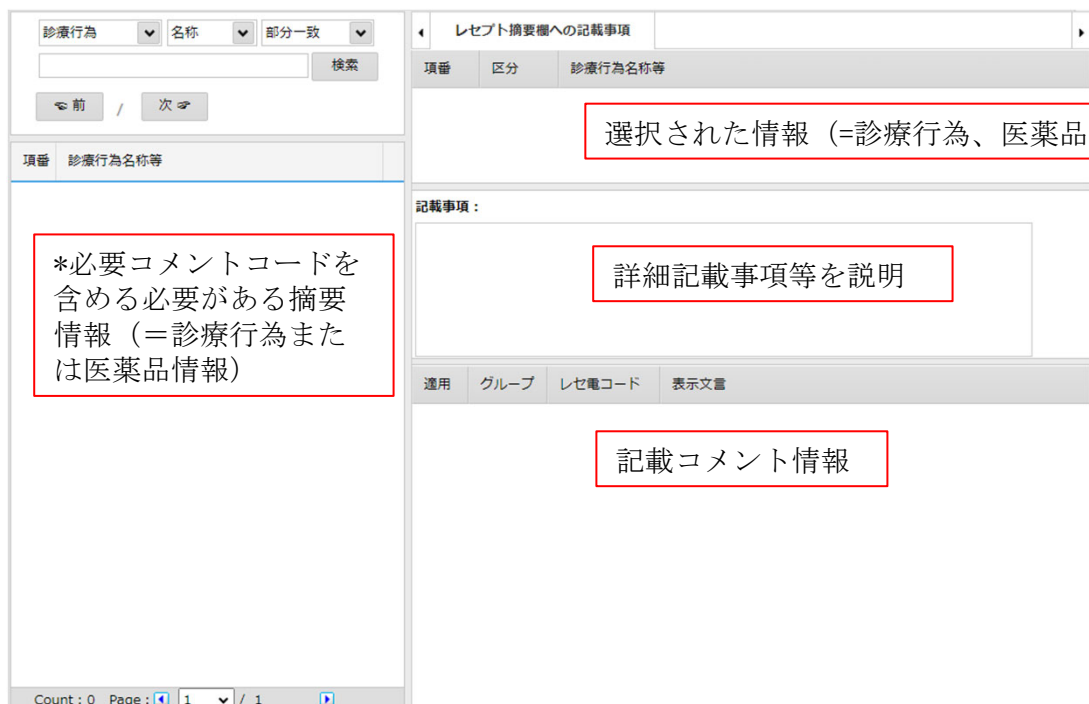 診療行為 名称 部分一致
検索
前 / 次
項番 診療行為名称等
*必要コメントコードを
含める必要がある摘要
情報（＝診療行為また
は医薬品情報）
Count : 0 Page : 1 / 1
レセプト摘要欄への記載事項
項番 区分 診療行為名称等
選択された情報（=診療行為、医薬品
記載事項：
詳細記載事項等を説明
適用 グループ レセ電コード 表示文言
記載コメント情報